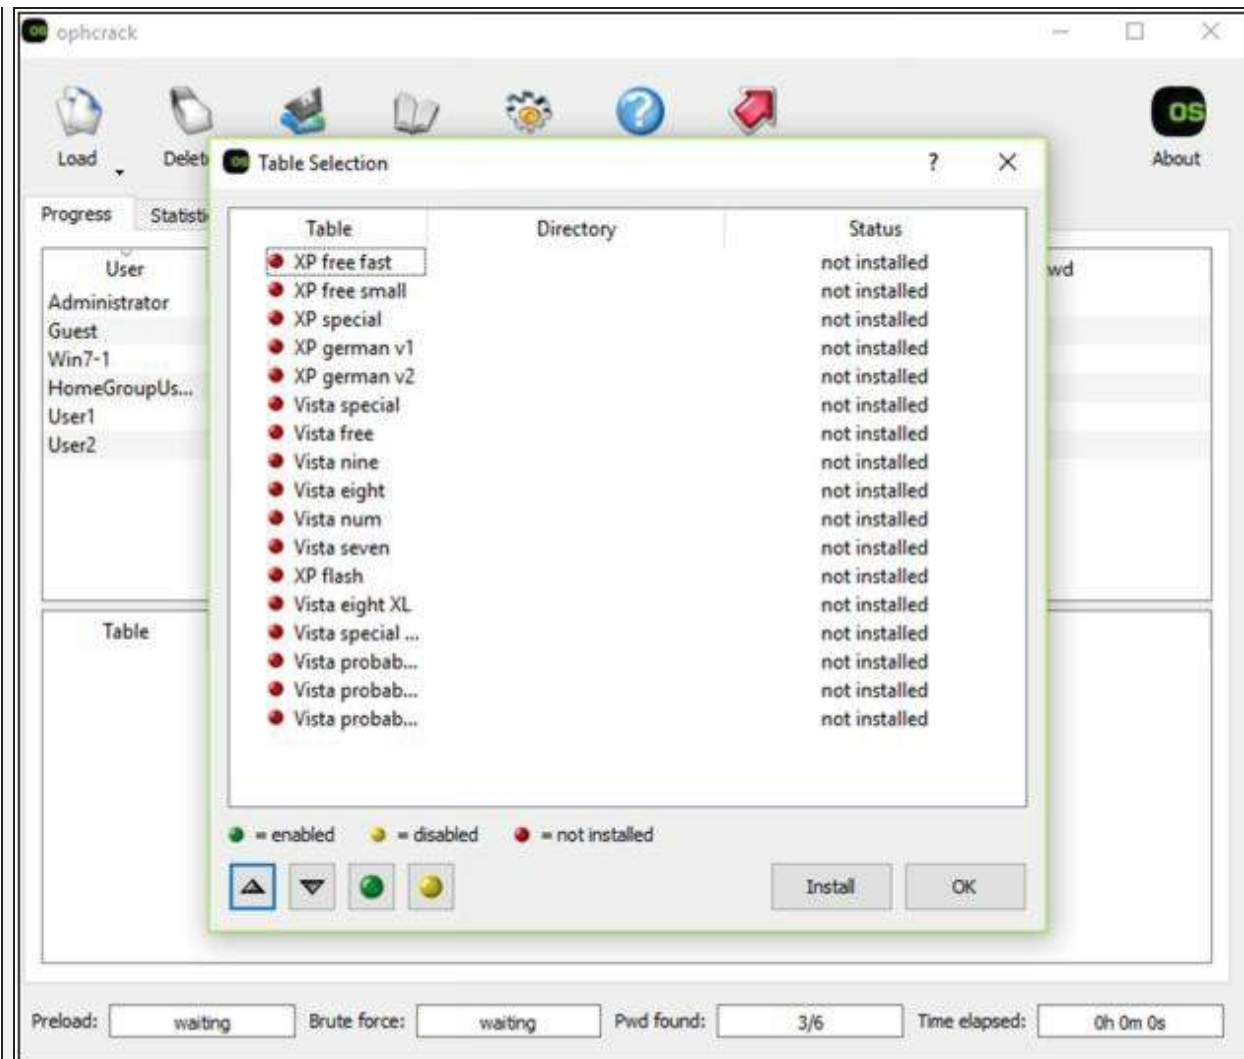 OS ophcrack
Load Delet
OS
About
OS Table Selection ?
Progress Statisti
Table Directory Status
User wd
XP free fast not installed
XP free small not installed
Administrator
XP special not installed
Guest
XP german v1 not installed
Win7-1
XP german v2 not installed
HomeGroupUs...
Vista special not installed
User1
Vista free not installed
User2
Vista nine not installed
Vista eight not installed
Vista num not installed
Vista seven not installed
XP flash not installed
Vista eight XL not installed
Table
Vista special ... not installed
Vista probab... not installed
Vista probab... not installed
Vista probab... not installed
= enabled = disabled = not installed
Install OK
Preload: waiting Brute force: waiting Pwd found: 3/6 Time elapsed: 0h 0m 0s